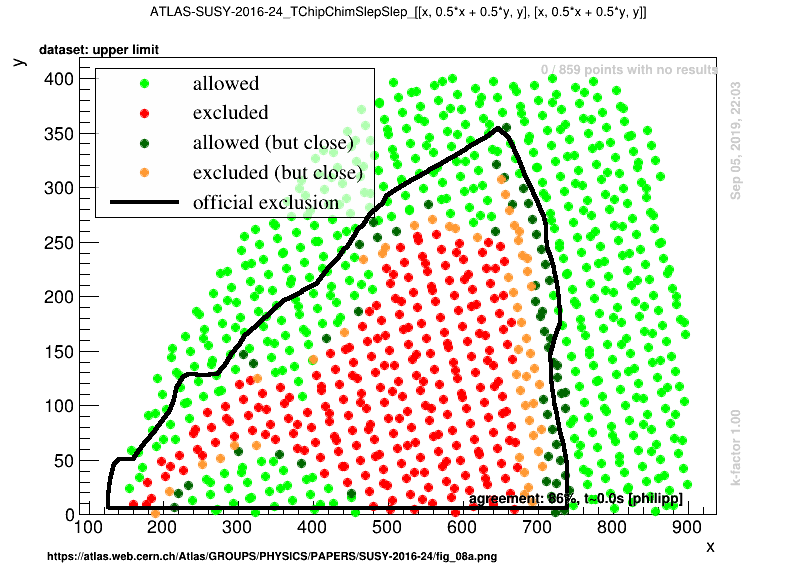 ATLAS-SUSY-2016-24_TChipChimSlepSlep_[[x, 0.5*x + 0.5*y, y], [x, 0.5*x + 0.5*y, y]]
dataset: upper limit
y
0 / 859 points with no results
allowed
excluded
allowed (but close)
excluded (but close)
official exclusion
Sep 05, 2019, 22:03
k-factor 1.00
400
350
300
250
200
150
100
50
0
agreement: 86%, t~0.0s [philipp]
100 200 300 400 500 600 700 800 900
x
https://atlas.web.cern.ch/Atlas/GROUPS/PHYSICS/PAPERS/SUSY-2016-24/fig_08a.png